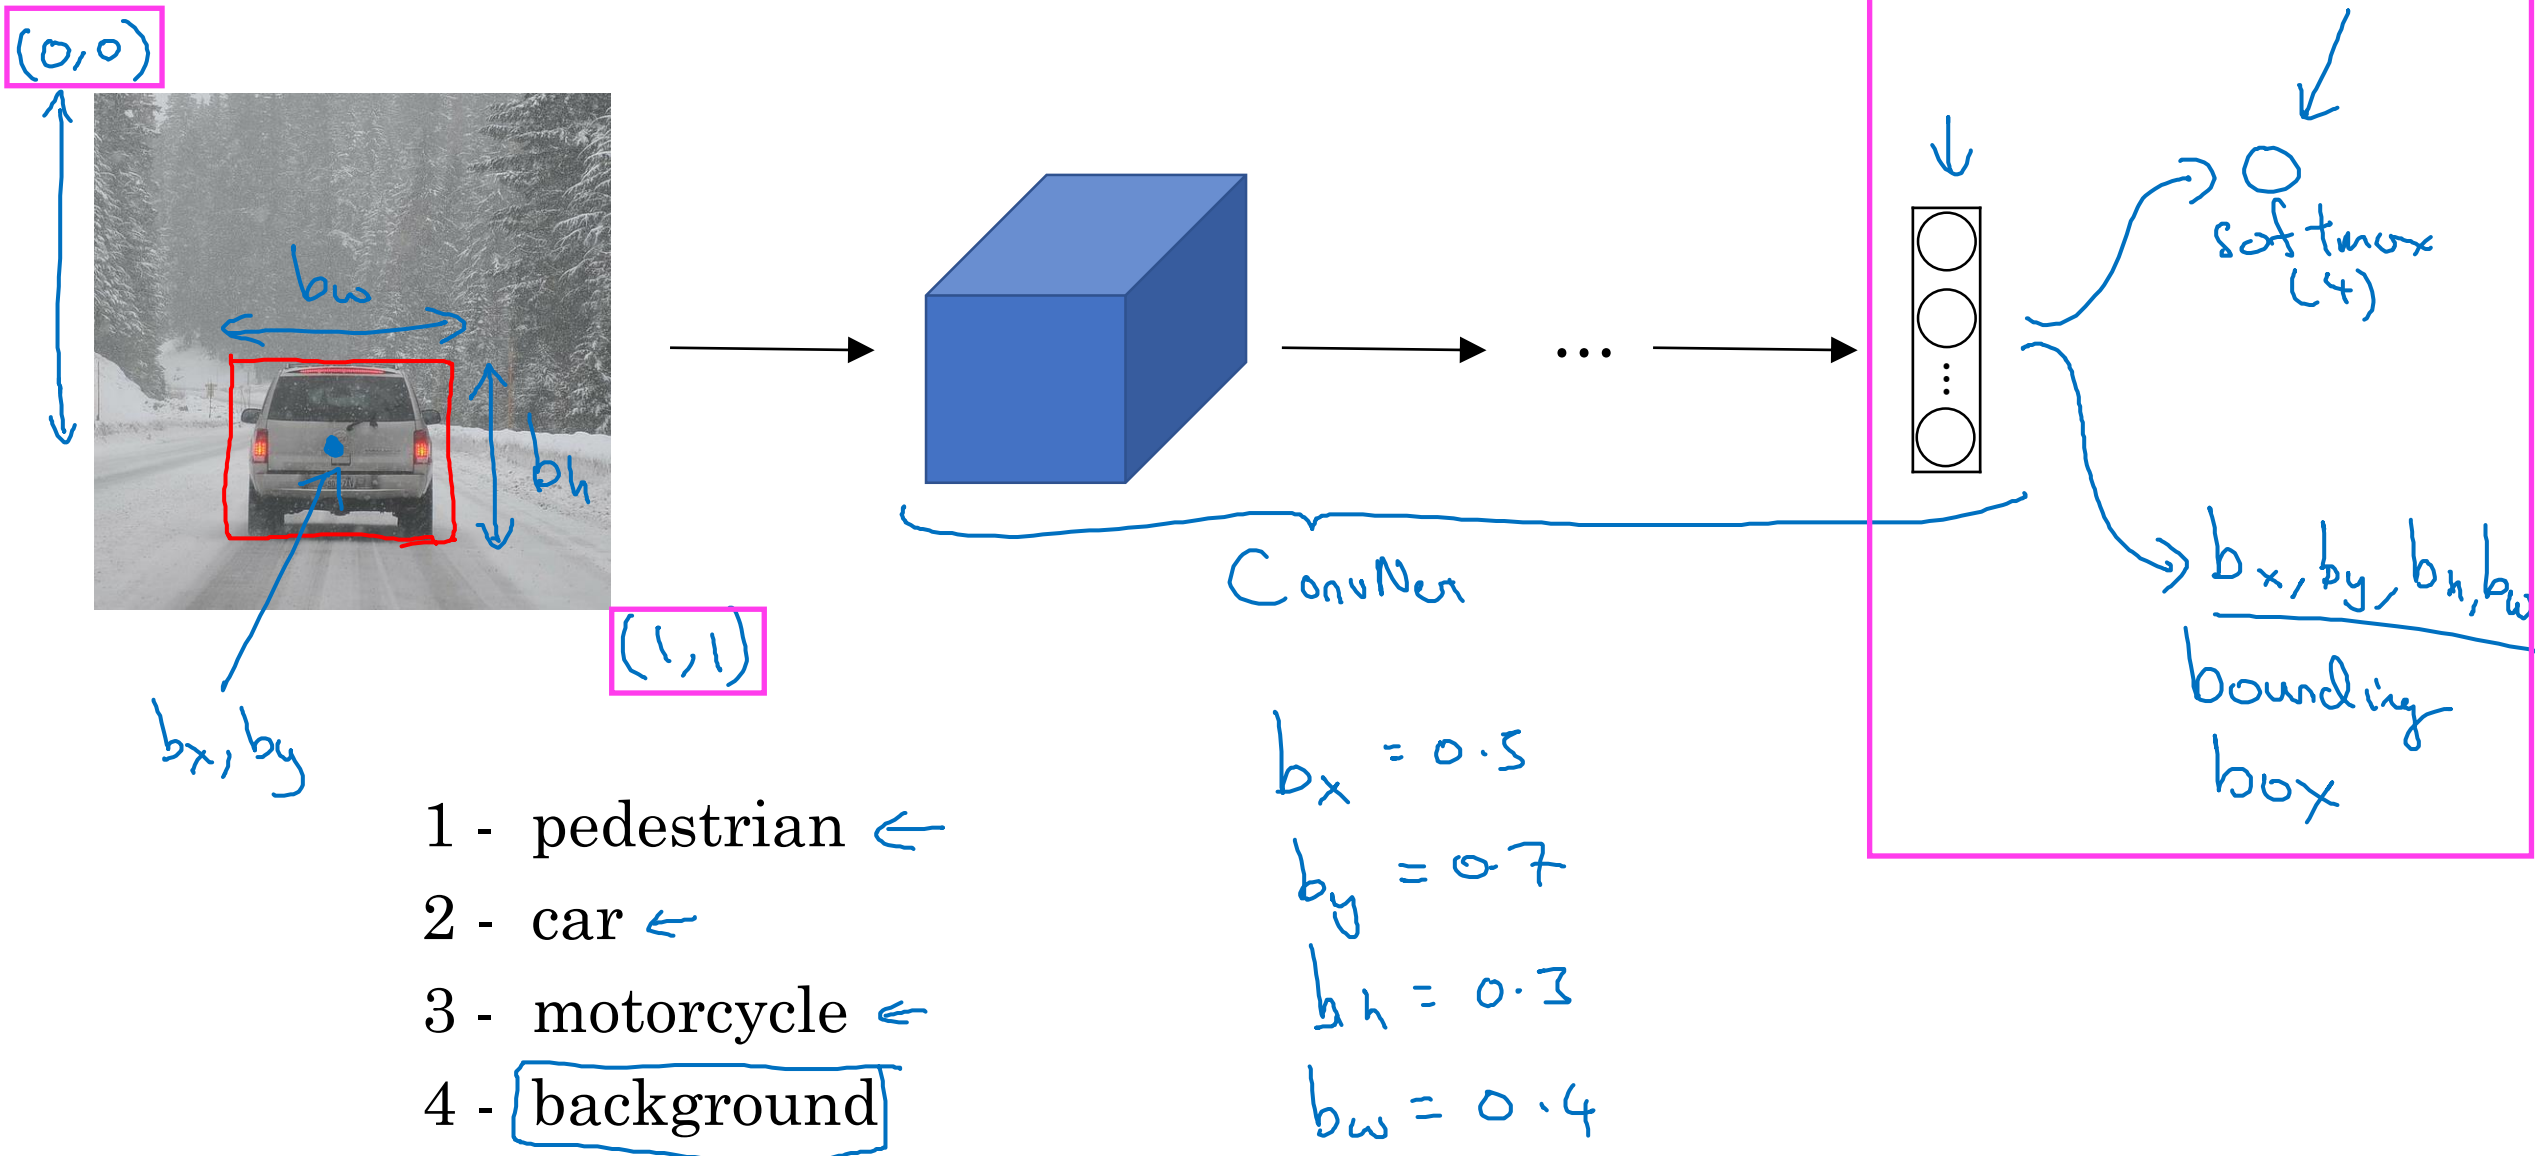 (0,0)
bw
bh
(1,1)
bx, by
softmax
(4)
ConvNet
bx, by, bh, bw
bounding
box
1 - pedestrian
2 - car
3 - motorcycle
4 - background
bx = 0.5
by = 0.7
bh = 0.3
bw = 0.4
...